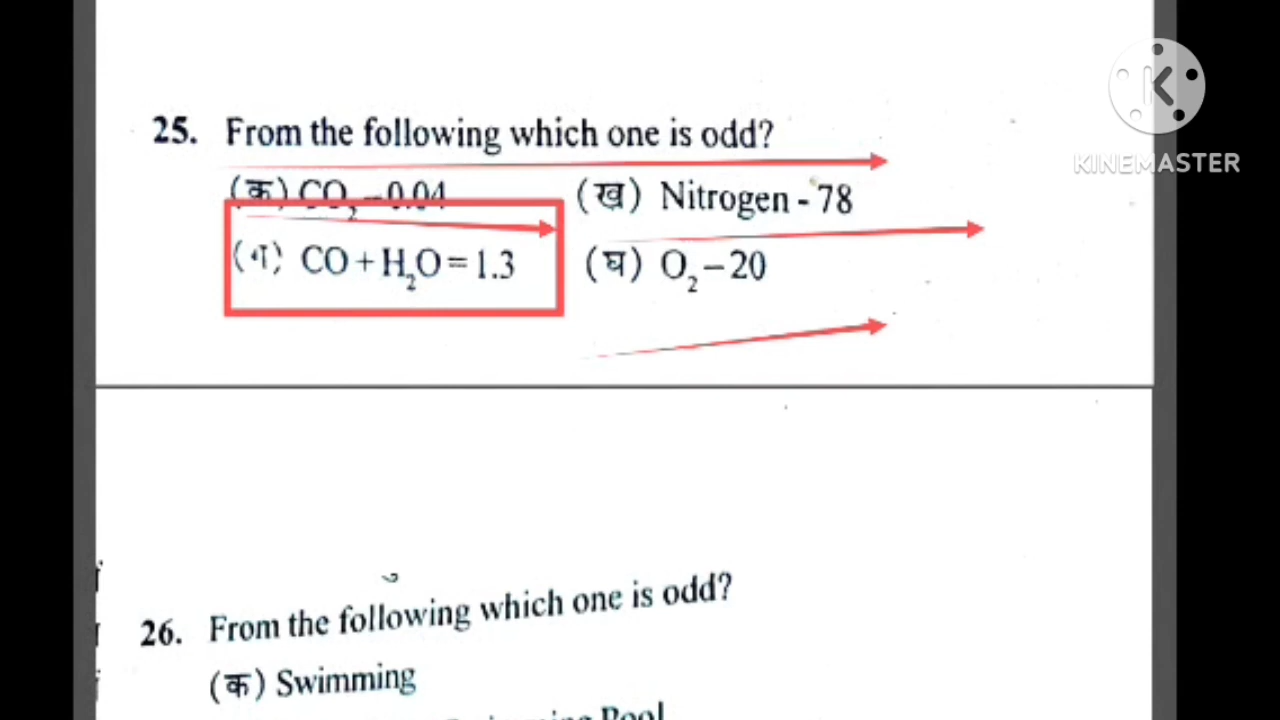 KINEMASTER
25. From the following which one is odd?
(क) CO₂ – 0.04 (ख) Nitrogen - 78
(ग) CO + H₂O = 1.3 (घ) O₂ – 20
26. From the following which one is odd?
(क) Swimming
Pool